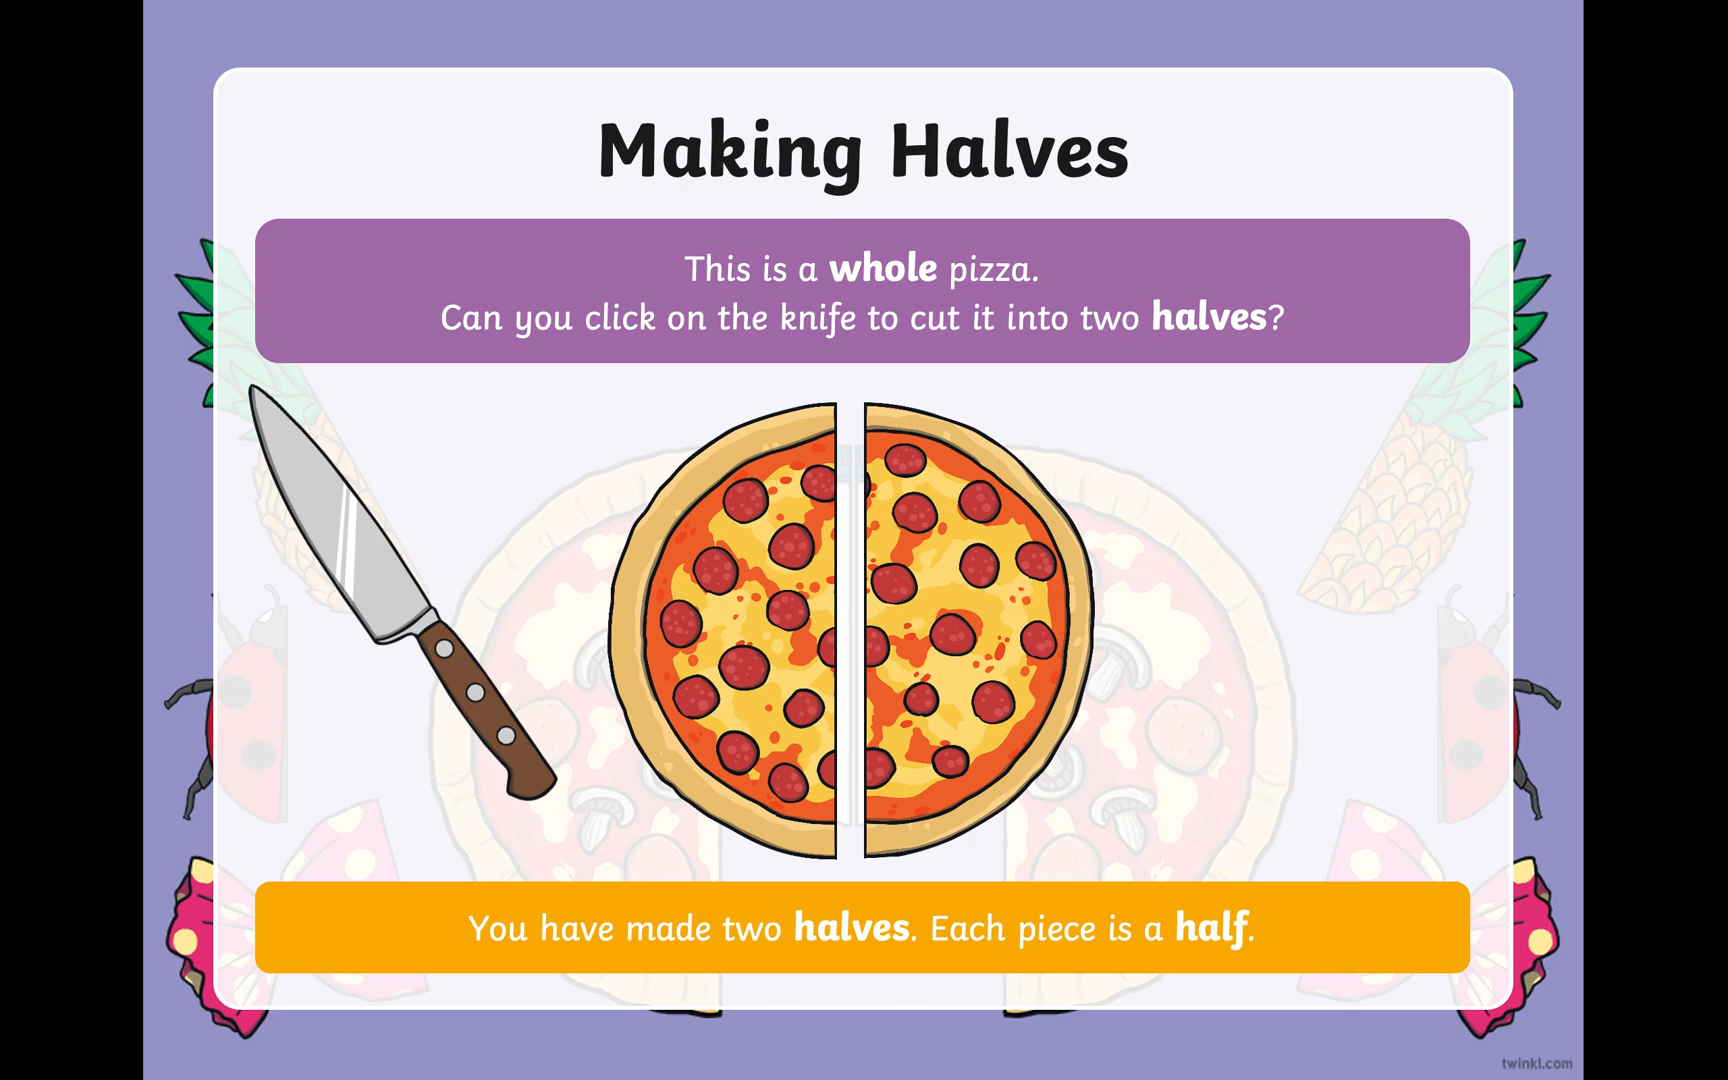 Making Halves
This is a whole pizza.
Can you click on the knife to cut it into two halves?
You have made two halves. Each piece is a half.
twinkl.com